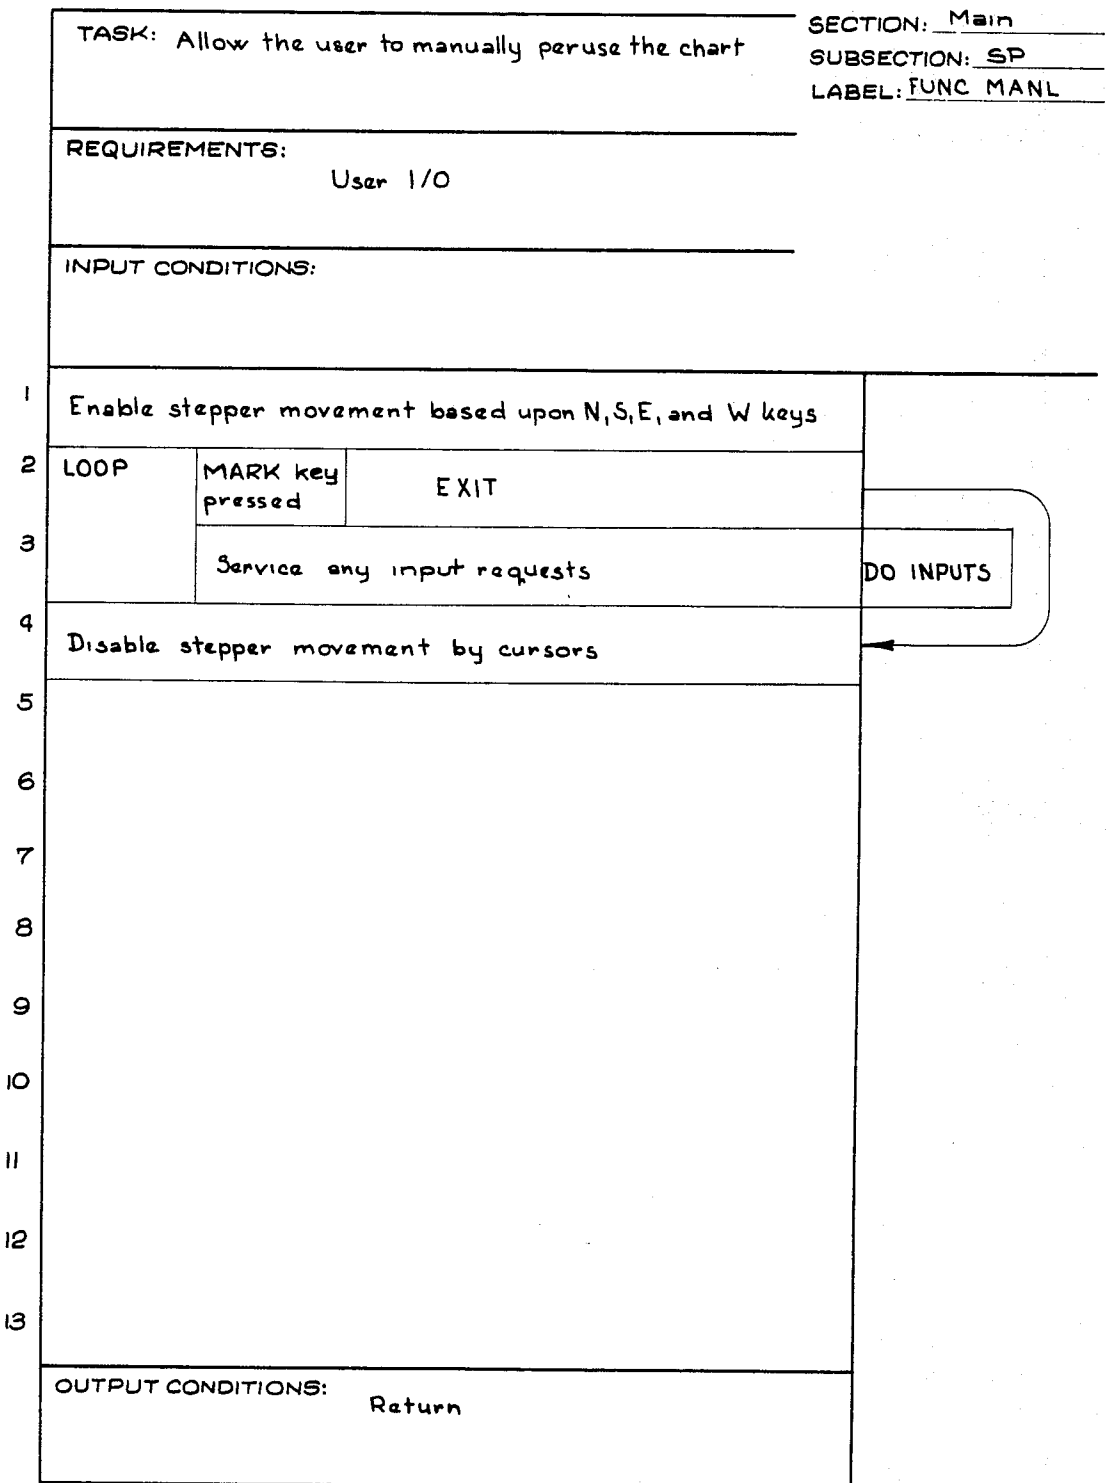 TASK: Allow the user to manually peruse the chart
SECTION: Main
SUBSECTION: SP
LABEL: FUNC MANL
REQUIREMENTS:
User I/O
INPUT CONDITIONS:
1 Enable stepper movement based upon N, S, E, and W keys
2 LOOP MARK key EXIT
pressed
3 Service any input requests DO INPUTS
4 Disable stepper movement by cursors
5
6
7
8
9
10
11
12
13
OUTPUT CONDITIONS:
Return